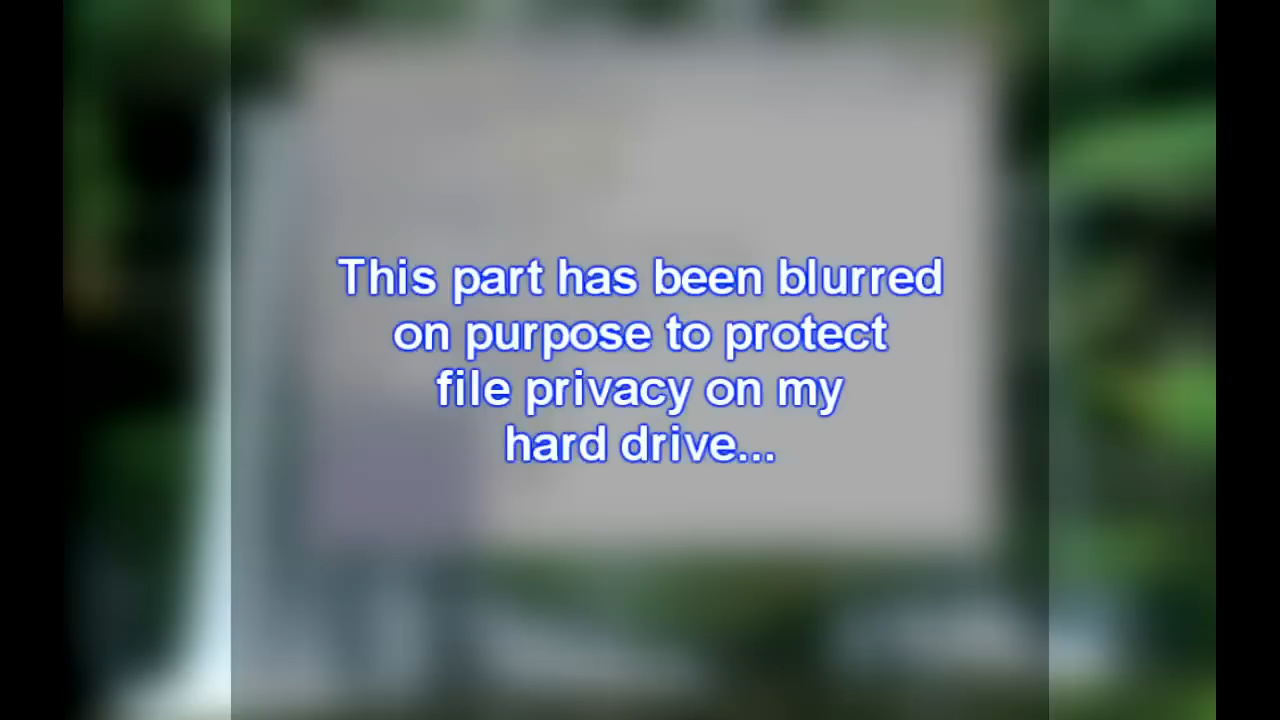 This part has been blurred
on purpose to protect
file privacy on my
hard drive...